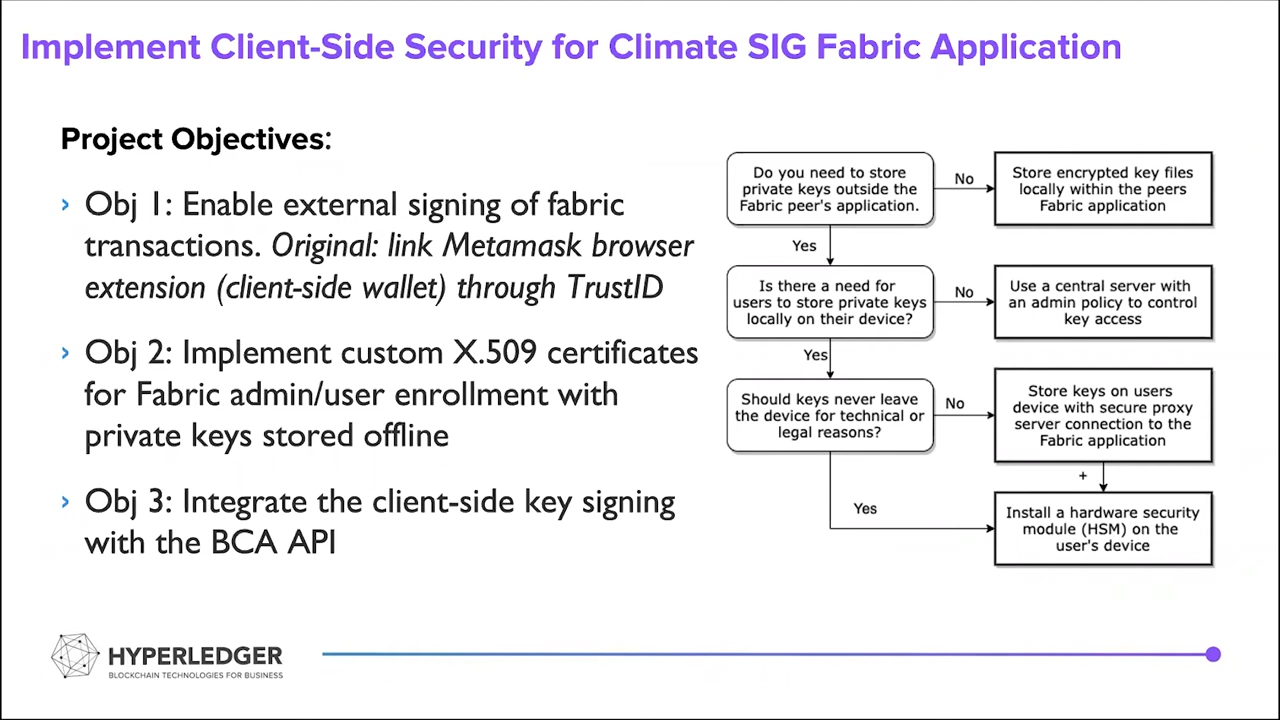 Implement Client-Side Security for Climate SIG Fabric Application
Project Objectives:
› Obj 1: Enable external signing of fabric
transactions. Original: link Metamask browser
extension (client-side wallet) through TrustID
› Obj 2: Implement custom X.509 certificates
for Fabric admin/user enrollment with
private keys stored offline
› Obj 3: Integrate the client-side key signing
with the BCA API
Do you need to store
private keys outside the
Fabric peer's application.
No
Store encrypted key files
locally within the peers
Fabric application
Yes
Is there a need for
users to store private keys
locally on their device?
No
Use a central server with
an admin policy to control
key access
Yes
Should keys never leave
the device for technical or
legal reasons?
No
Store keys on users
device with secure proxy
server connection to the
Fabric application
+
Yes
Install a hardware security
module (HSM) on the
user's device
HYPERLEDGER
BLOCKCHAIN TECHNOLOGIES FOR BUSINESS